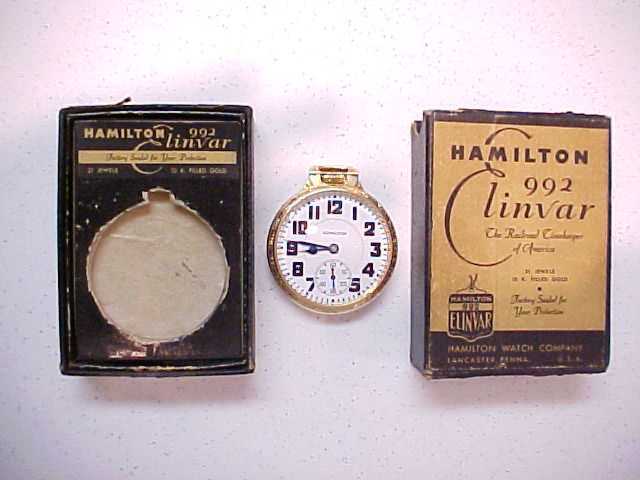 HAMILTON
992
Elinvar
Factory Sealed for Your Protection
21 JEWELS
10 K. FILLED GOLD
HAMILTON
12
1
2
3
4
5
7
8
9
10
11
HAMILTON
992
Elinvar
The Railroad Timekeeper
of America
21 JEWELS
10 K. FILLED GOLD
Factory Sealed for
Your Protection
HAMILTON
992
ELINVAR
HAMILTON WATCH COMPANY
LANCASTER PENNA.
U.S.A.